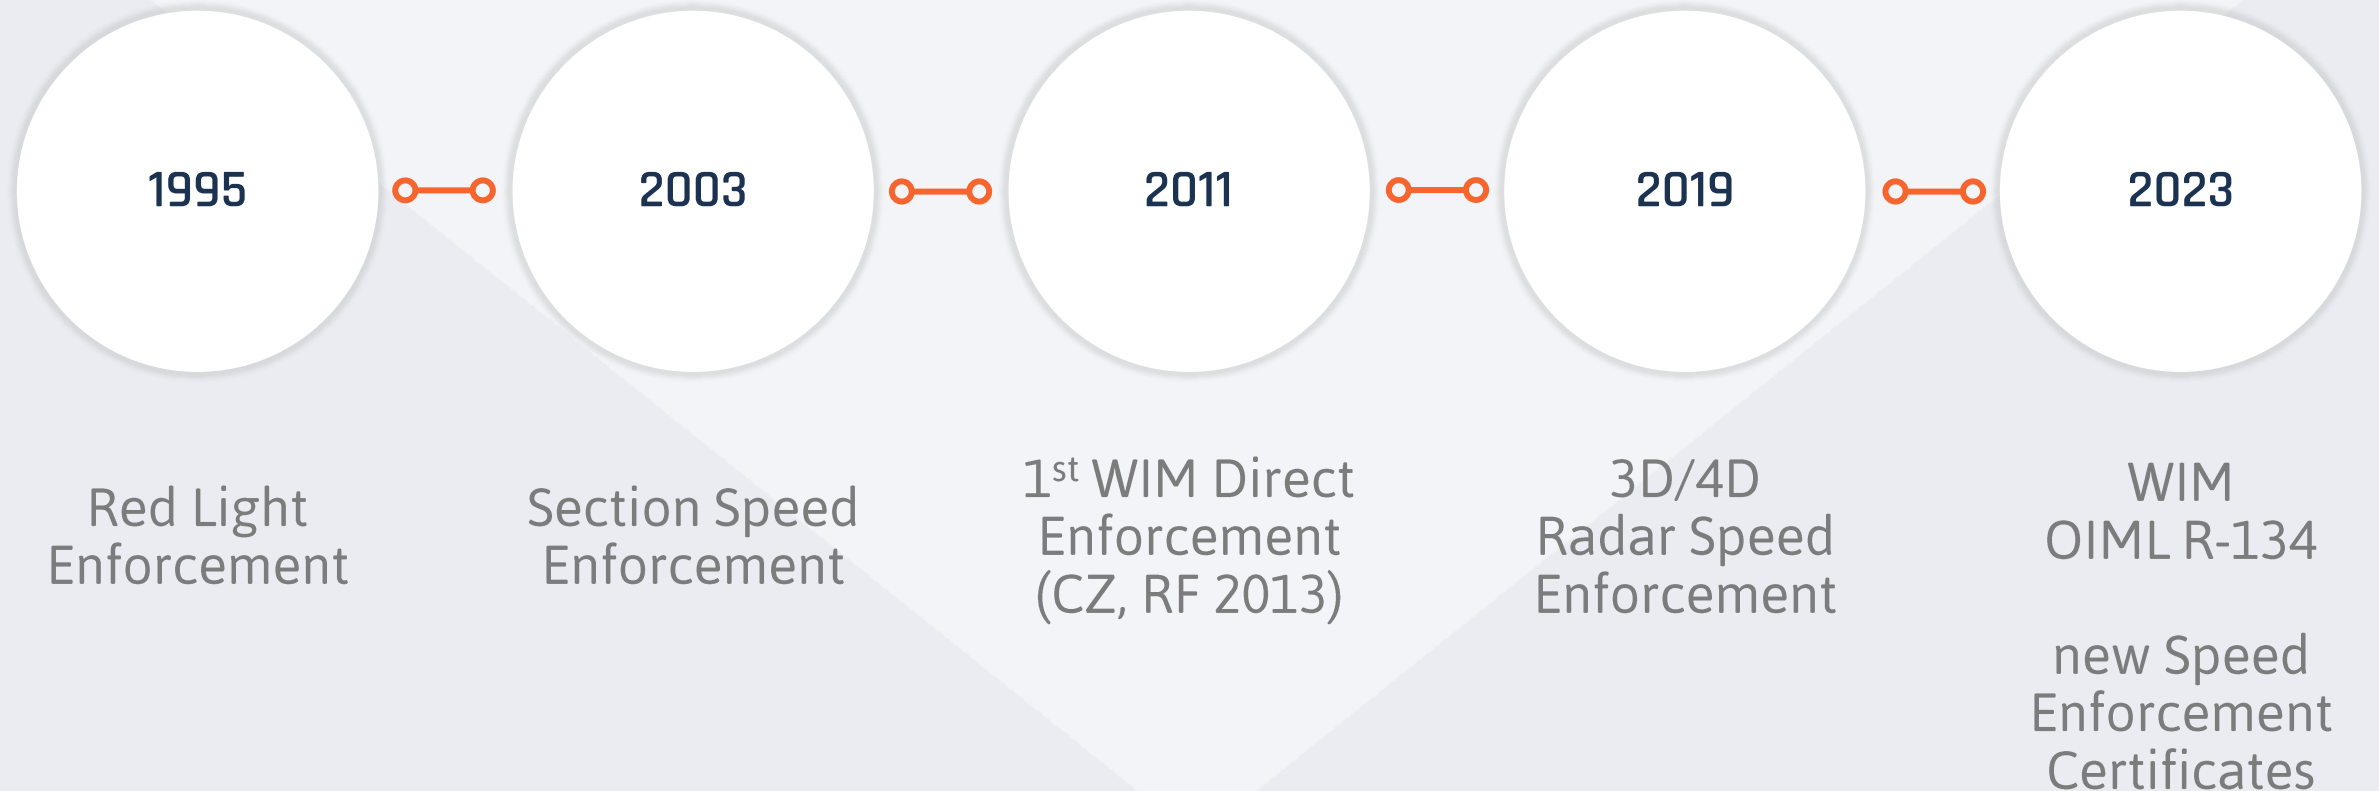 1995
Red Light
Enforcement
2003
Section Speed
Enforcement
2011
1st WIM Direct
Enforcement
(CZ, RF 2013)
2019
3D/4D
Radar Speed
Enforcement
2023
WIM
OIML R-134
new Speed
Enforcement
Certificates